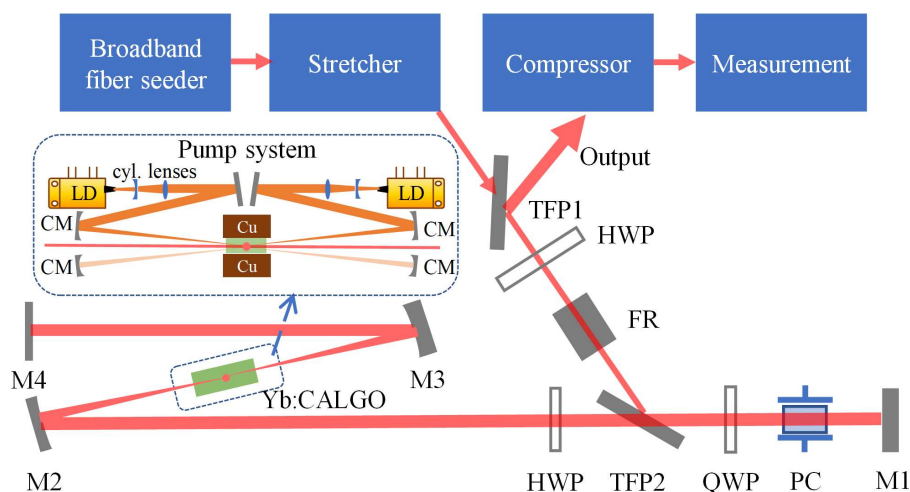 Broadband
fiber seeder
Stretcher
Compressor
Measurement
Pump system
cyl. lenses
LD
LD
CM
CM
Cu
Cu
CM
CM
Output
TFP1
HWP
FR
M4
M3
Yb:CALGO
M2
HWP
TFP2
QWP
PC
M1